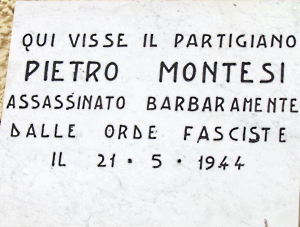 QUI VISSE IL PARTIGIANO
PIETRO MONTESI
ASSASSINATO BARBARAMENTE
DALLE ORDE FASCISTE
IL 21 · 5 · 1944